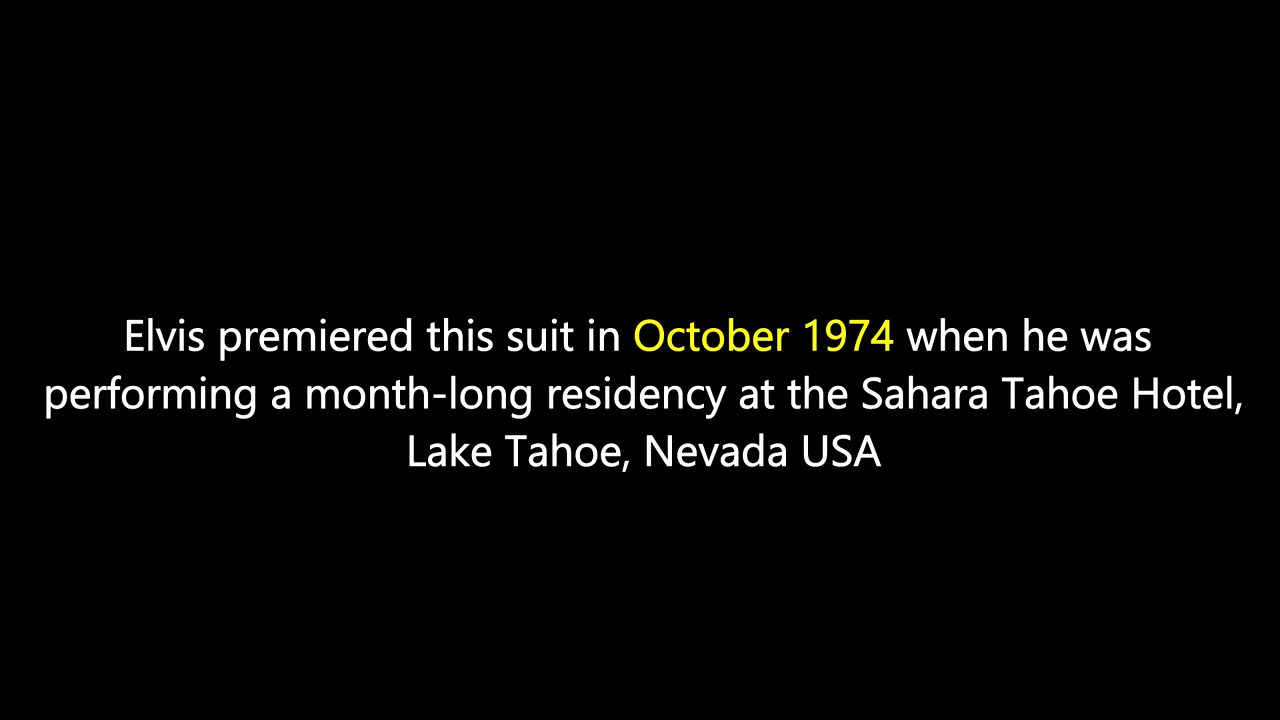 Elvis premiered this suit in October 1974 when he was
performing a month-long residency at the Sahara Tahoe Hotel,
Lake Tahoe, Nevada USA